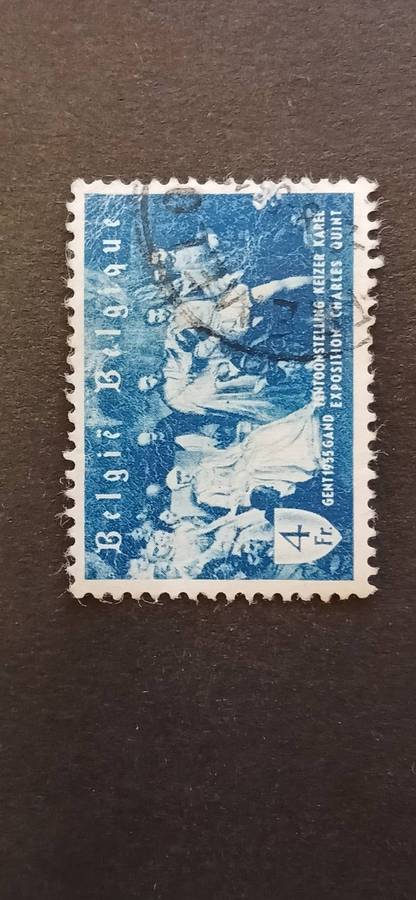 België Belgique
GENT 1955 GAND TENTOONSTELLING KEIZER KAREL
EXPOSITION CHARLES QUINT
4
Fr.